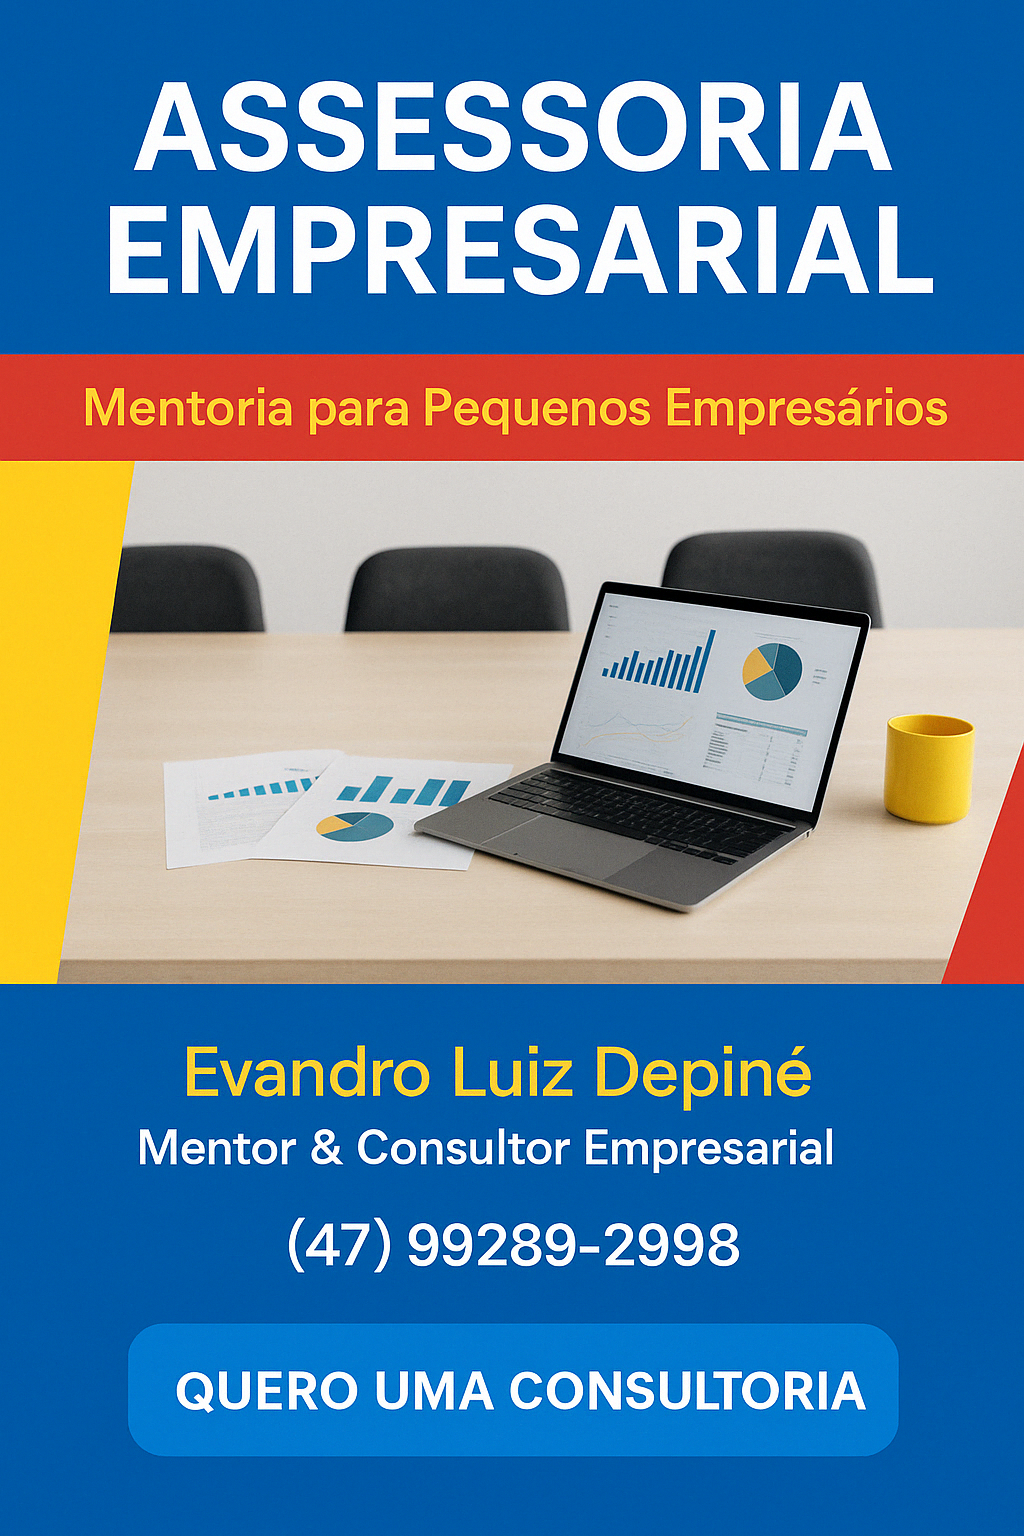 ASSESSORIA
EMPRESARIAL
Mentoria para Pequenos Empresários
Evandro Luiz Depiné
Mentor & Consultor Empresarial
(47) 99289-2998
QUERO UMA CONSULTORIA